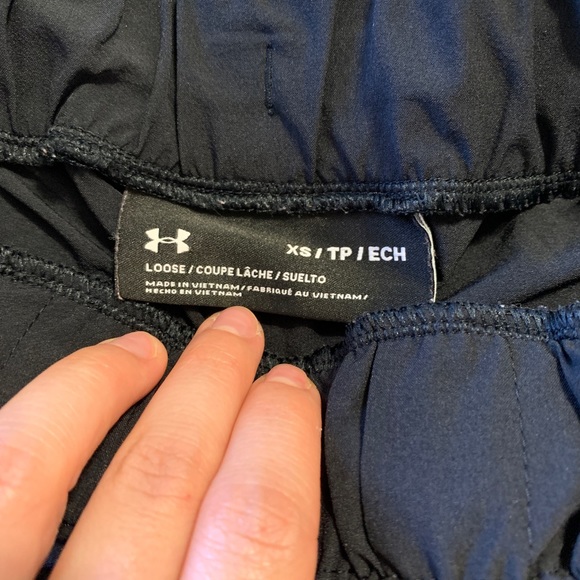 XS / TP / ECH
LOOSE / COUPE LÂCHE / SUELTO
MADE IN VIETNAM / FABRIQUÉ AU VIETNAM /
HECHO EN VIETNAM